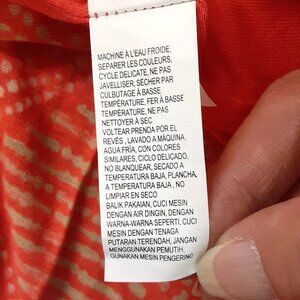 MACHINE À L'EAU FROIDE,
SEPARER LES COULEURS,
CYCLE DELICATE, NE PAS
JAVELLISER, SÉCHER PAR
CULBUTAGE À BASSE
TEMPÉRATURE, FER À BASSE
TEMPÉRATURE, NE PAS
NETTOYER À SEC
VOLTEAR PRENDA POR EL
REVÉS , LAVADO A MÁQUINA
AGUA FRÍA, CON COLORES
SIMILARES, CICLO DELICADO,
NO BLANQUEAR, SECADO A
TEMPERATURA BAJA, PLANCHA,
A TEMPERATURA BAJA , NO
LIMPIAR EN SECO
BALIK PAKAIAN, CUCI MESIN
DENGAN AIR DINGIN, DENGAN
WARNA-WARNA SEPERTI, CUCI
MESIN DENGAN TENAGA
PUTARAN TERENDAH, JANGAN
MENGGUNAKAN PEMUTIH,
GUNAKAN MESIN PENGERING